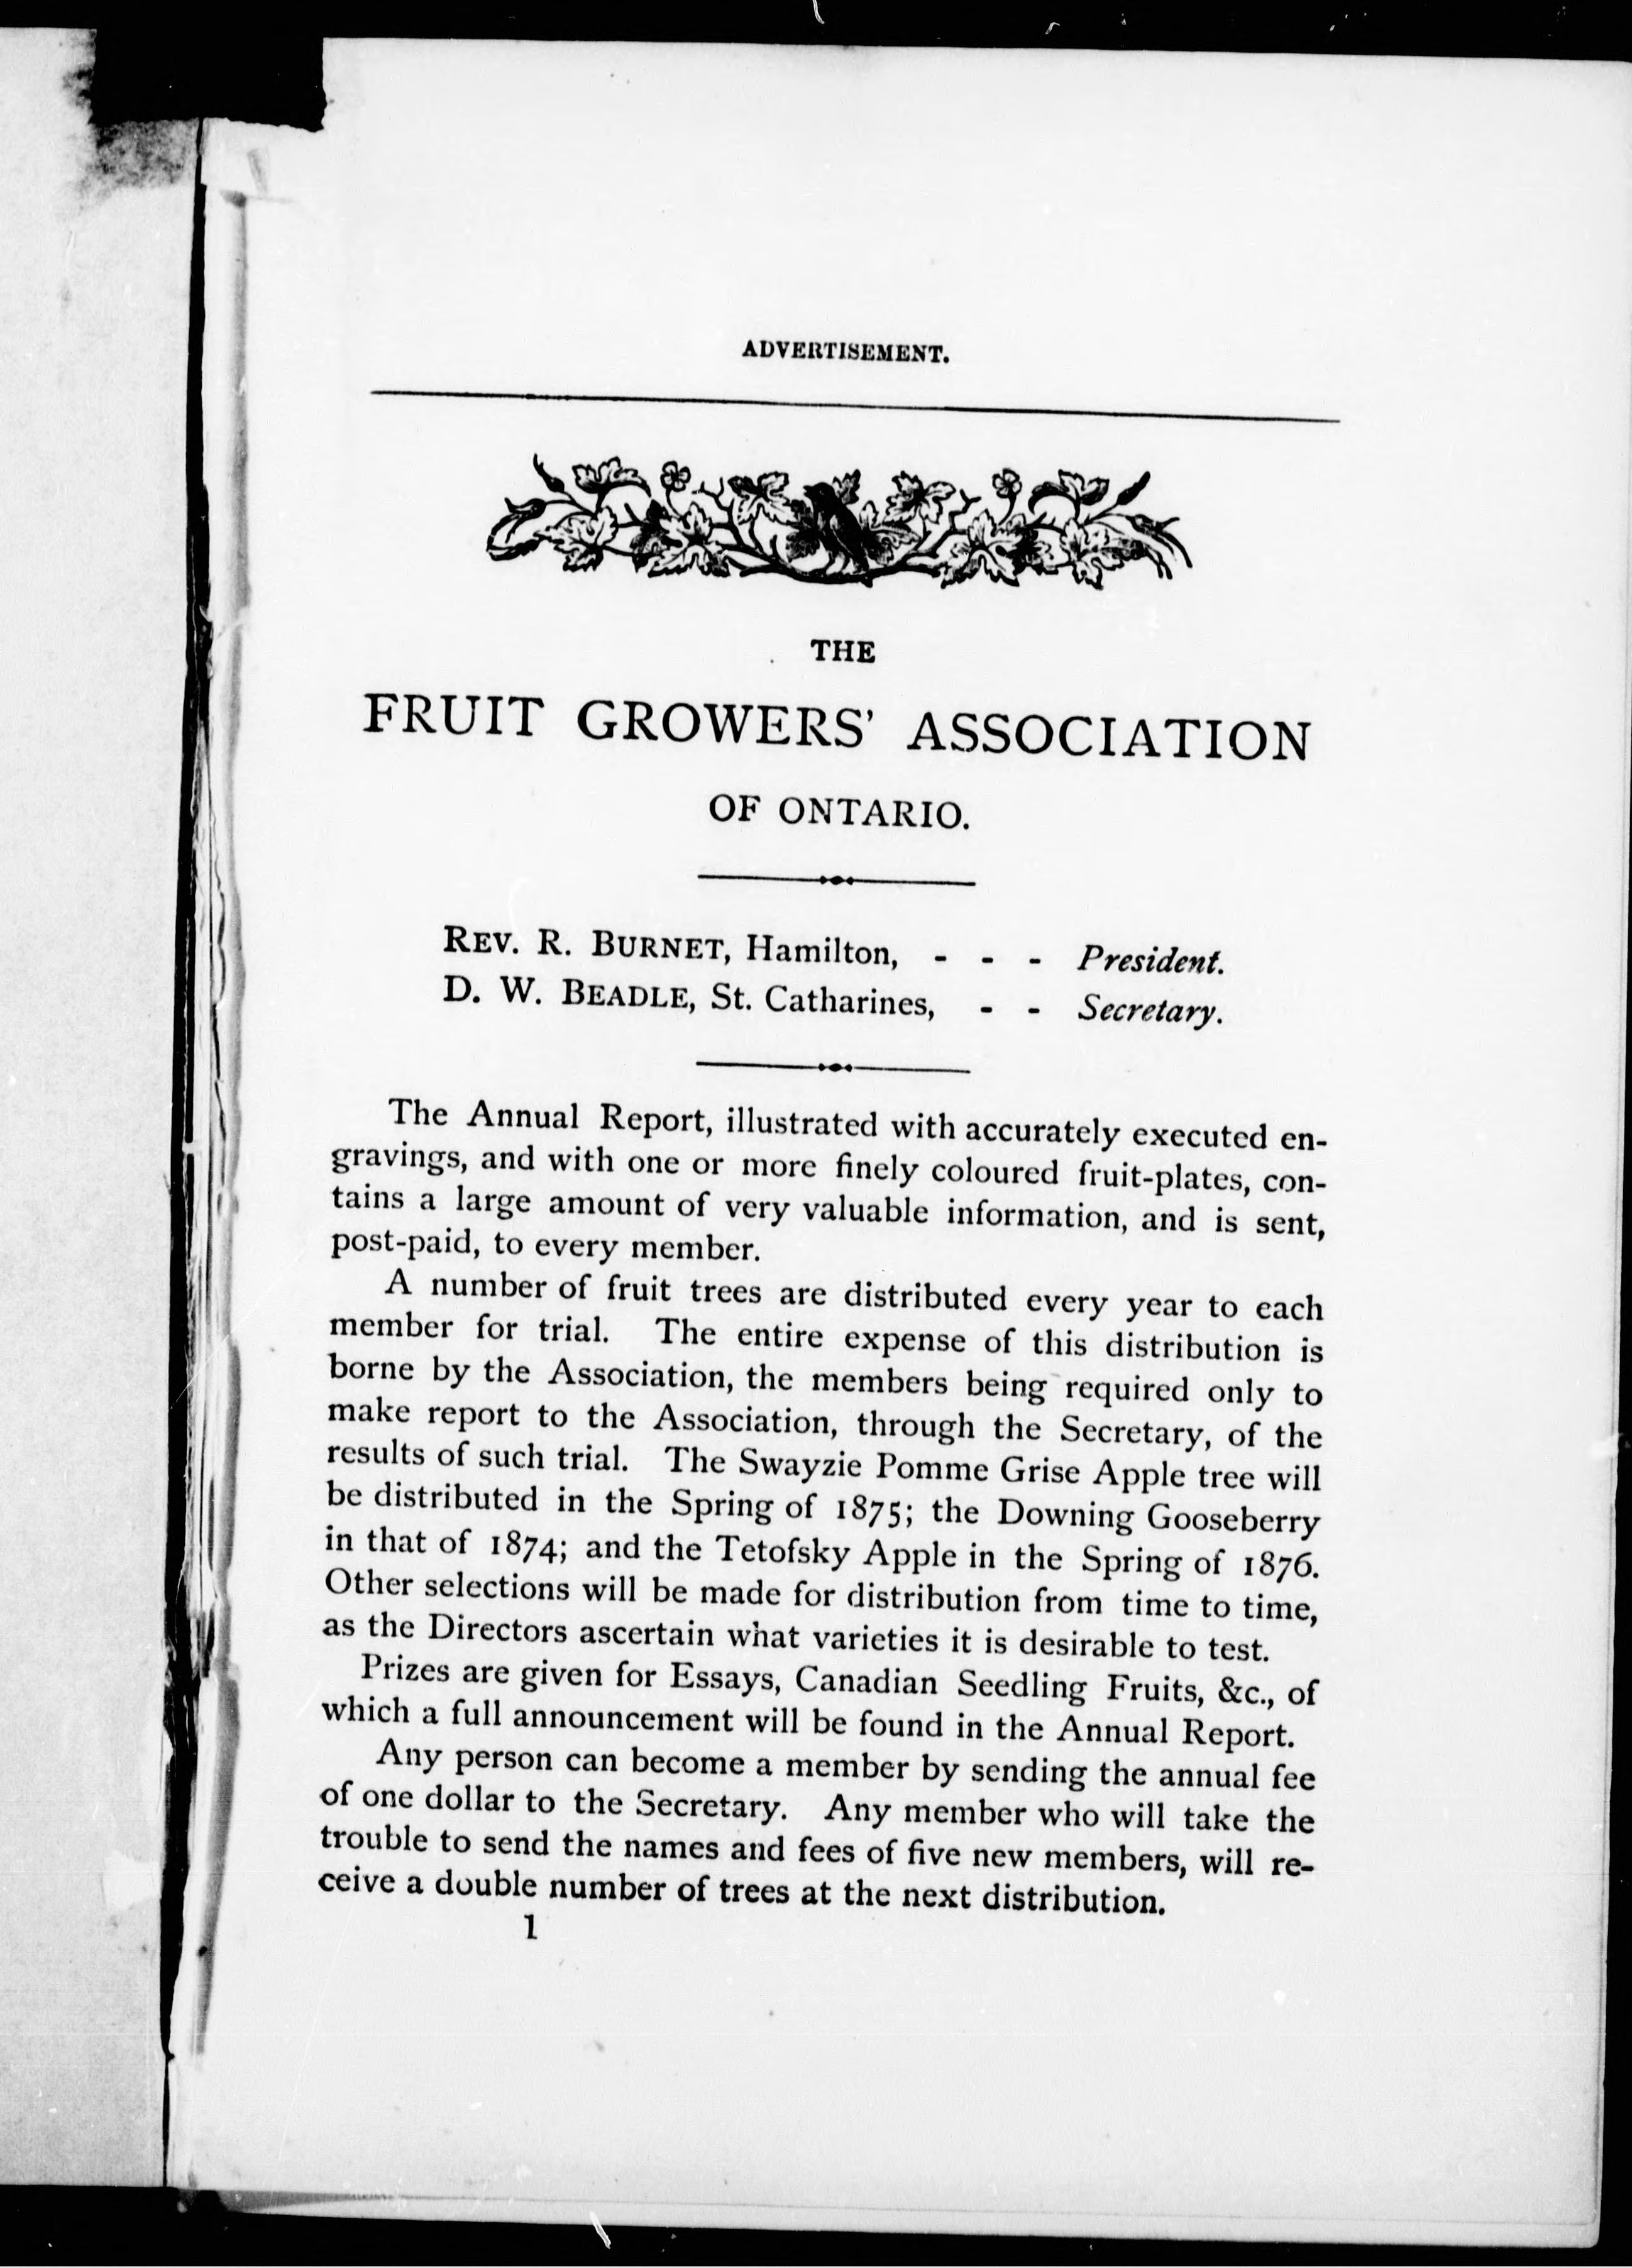 ADVERTISEMENT.
THE
FRUIT GROWERS' ASSOCIATION
OF ONTARIO.
REV. R. BURNET, Hamilton, - - - President.
D. W. BEADLE, St. Catharines, - - Secretary.
The Annual Report, illustrated with accurately executed en-
gravings, and with one or more finely coloured fruit-plates, con-
tains a large amount of very valuable information, and is sent,
post-paid, to every member.
A number of fruit trees are distributed every year to each
member for trial. The entire expense of this distribution is
borne by the Association, the members being required only to
make report to the Association, through the Secretary, of the
results of such trial. The Swayzie Pomme Grise Apple tree will
be distributed in the Spring of 1875; the Downing Gooseberry
in that of 1874; and the Tetofsky Apple in the Spring of 1876.
Other selections will be made for distribution from time to time,
as the Directors ascertain what varieties it is desirable to test.
Prizes are given for Essays, Canadian Seedling Fruits, &c., of
which a full announcement will be found in the Annual Report.
Any person can become a member by sending the annual fee
of one dollar to the Secretary. Any member who will take the
trouble to send the names and fees of five new members, will re-
ceive a double number of trees at the next distribution.
1